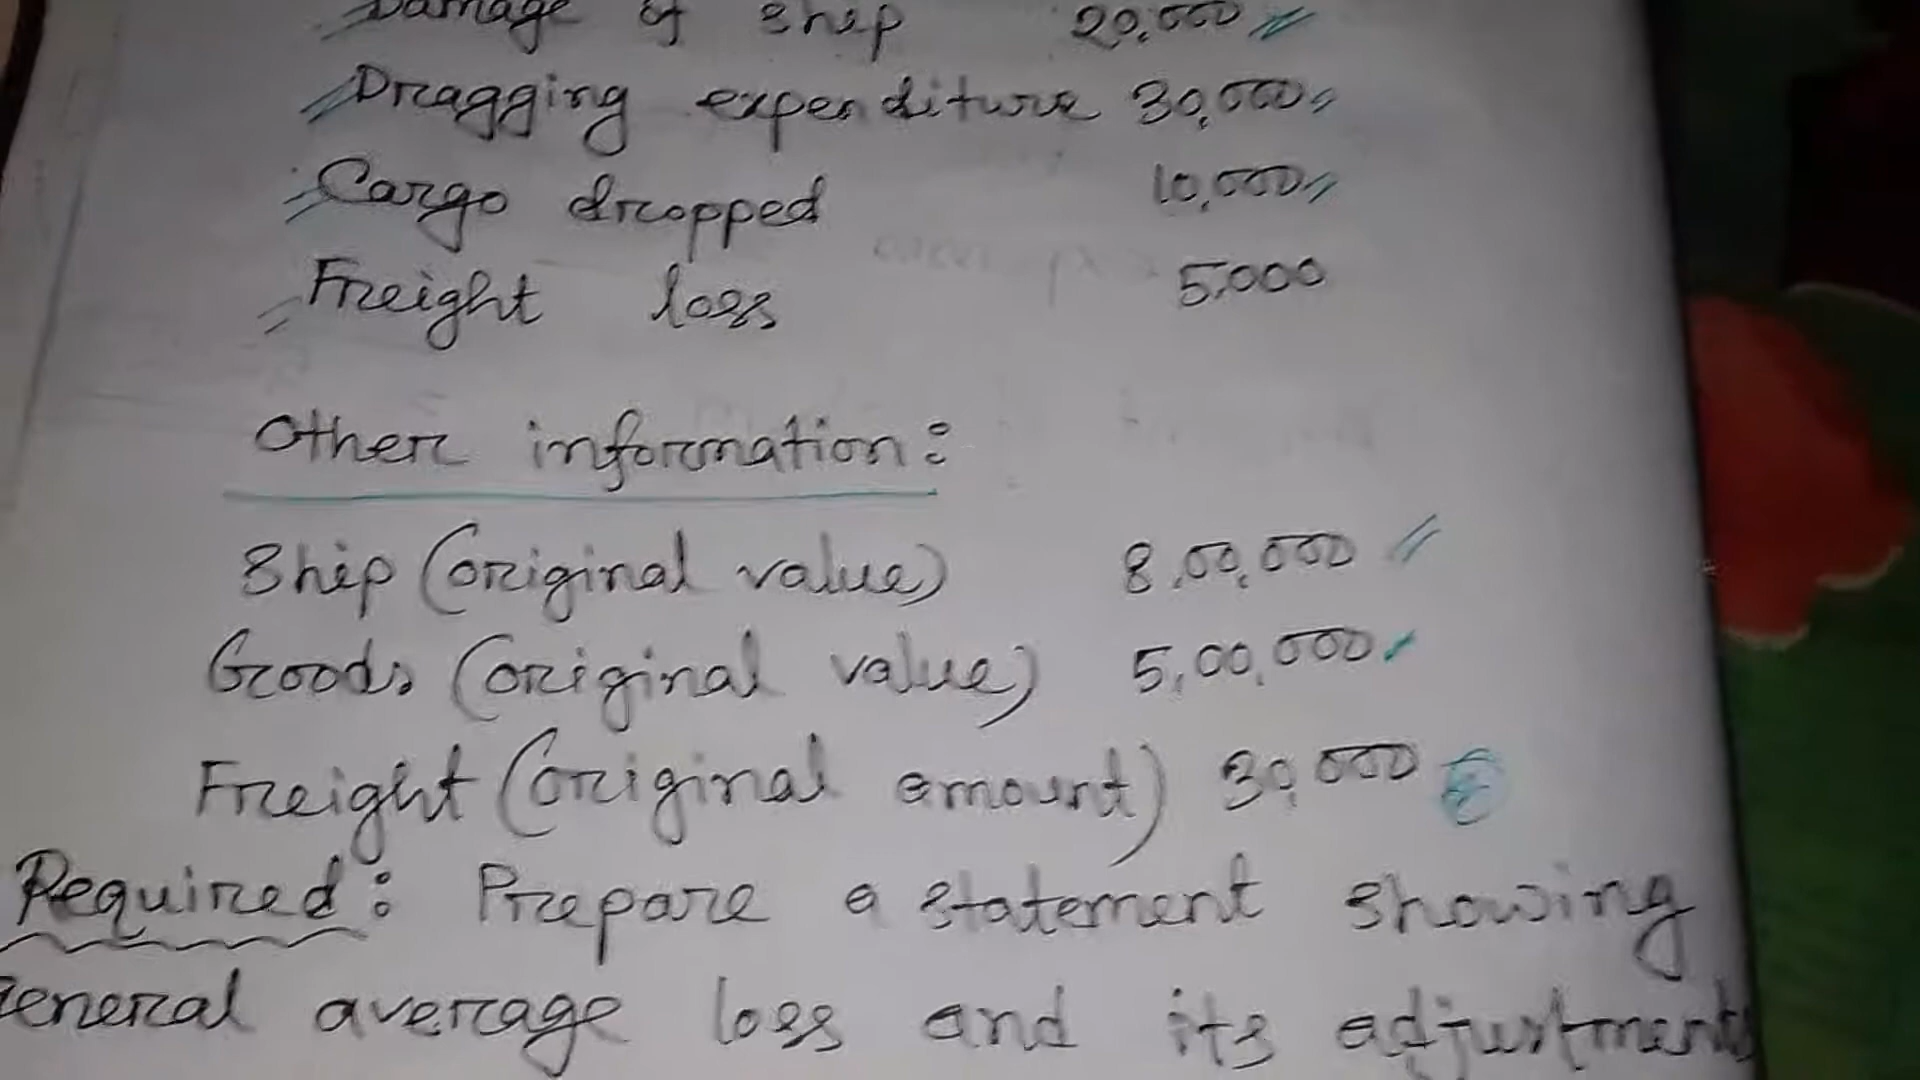 Damage of ship 20,000
Dragging expenditure 30,000
Cargo dropped 10,000
Freight loss 5,000
Other information:
Ship (original value) 8,00,000
Goods (original value) 5,00,000
Freight (original amount) 30,000
Required: Prepare a statement showing
General average loss and its adjustments